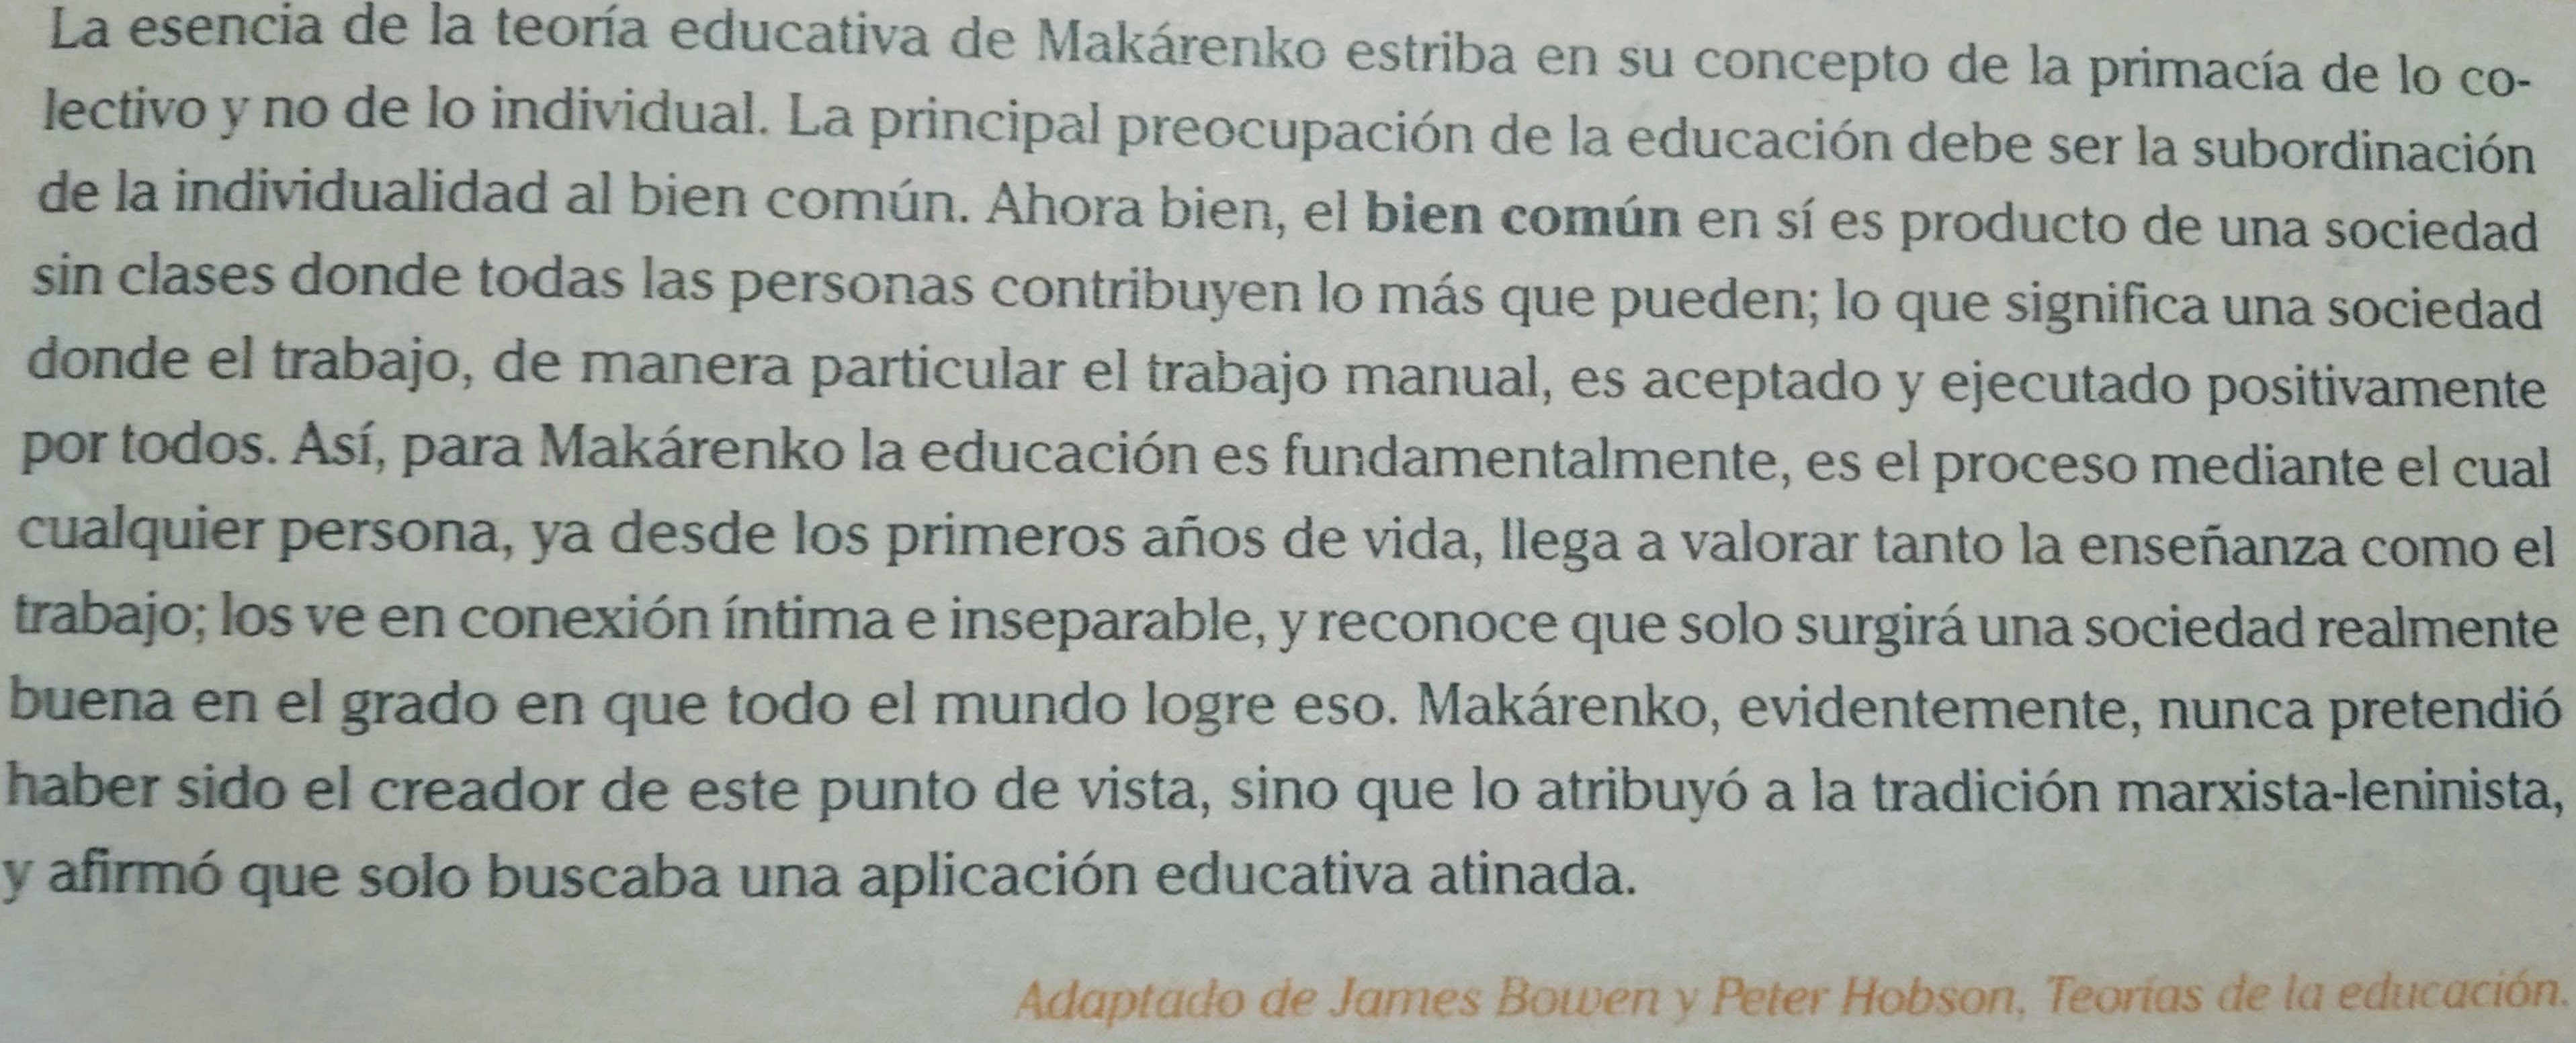 La esencia de la teoría educativa de Makárenko estriba en su concepto de la primacía de lo co-
lectivo y no de lo individual. La principal preocupación de la educación debe ser la subordinación
de la individualidad al bien común. Ahora bien, el bien común en sí es producto de una sociedad
sin clases donde todas las personas contribuyen lo más que pueden; lo que significa una sociedad
donde el trabajo, de manera particular el trabajo manual, es aceptado y ejecutado positivamente
por todos. Así, para Makárenko la educación es fundamentalmente, es el proceso mediante el cual
cualquier persona, ya desde los primeros años de vida, llega a valorar tanto la enseñanza como el
trabajo; los ve en conexión íntima e inseparable, y reconoce que solo surgirá una sociedad realmente
buena en el grado en que todo el mundo logre eso. Makárenko, evidentemente, nunca pretendió
haber sido el creador de este punto de vista, sino que lo atribuyó a la tradición marxista-leninista,
y afirmó que solo buscaba una aplicación educativa atinada.
Adaptado de James Bowen y Peter Hobson, Teorías de la educación.